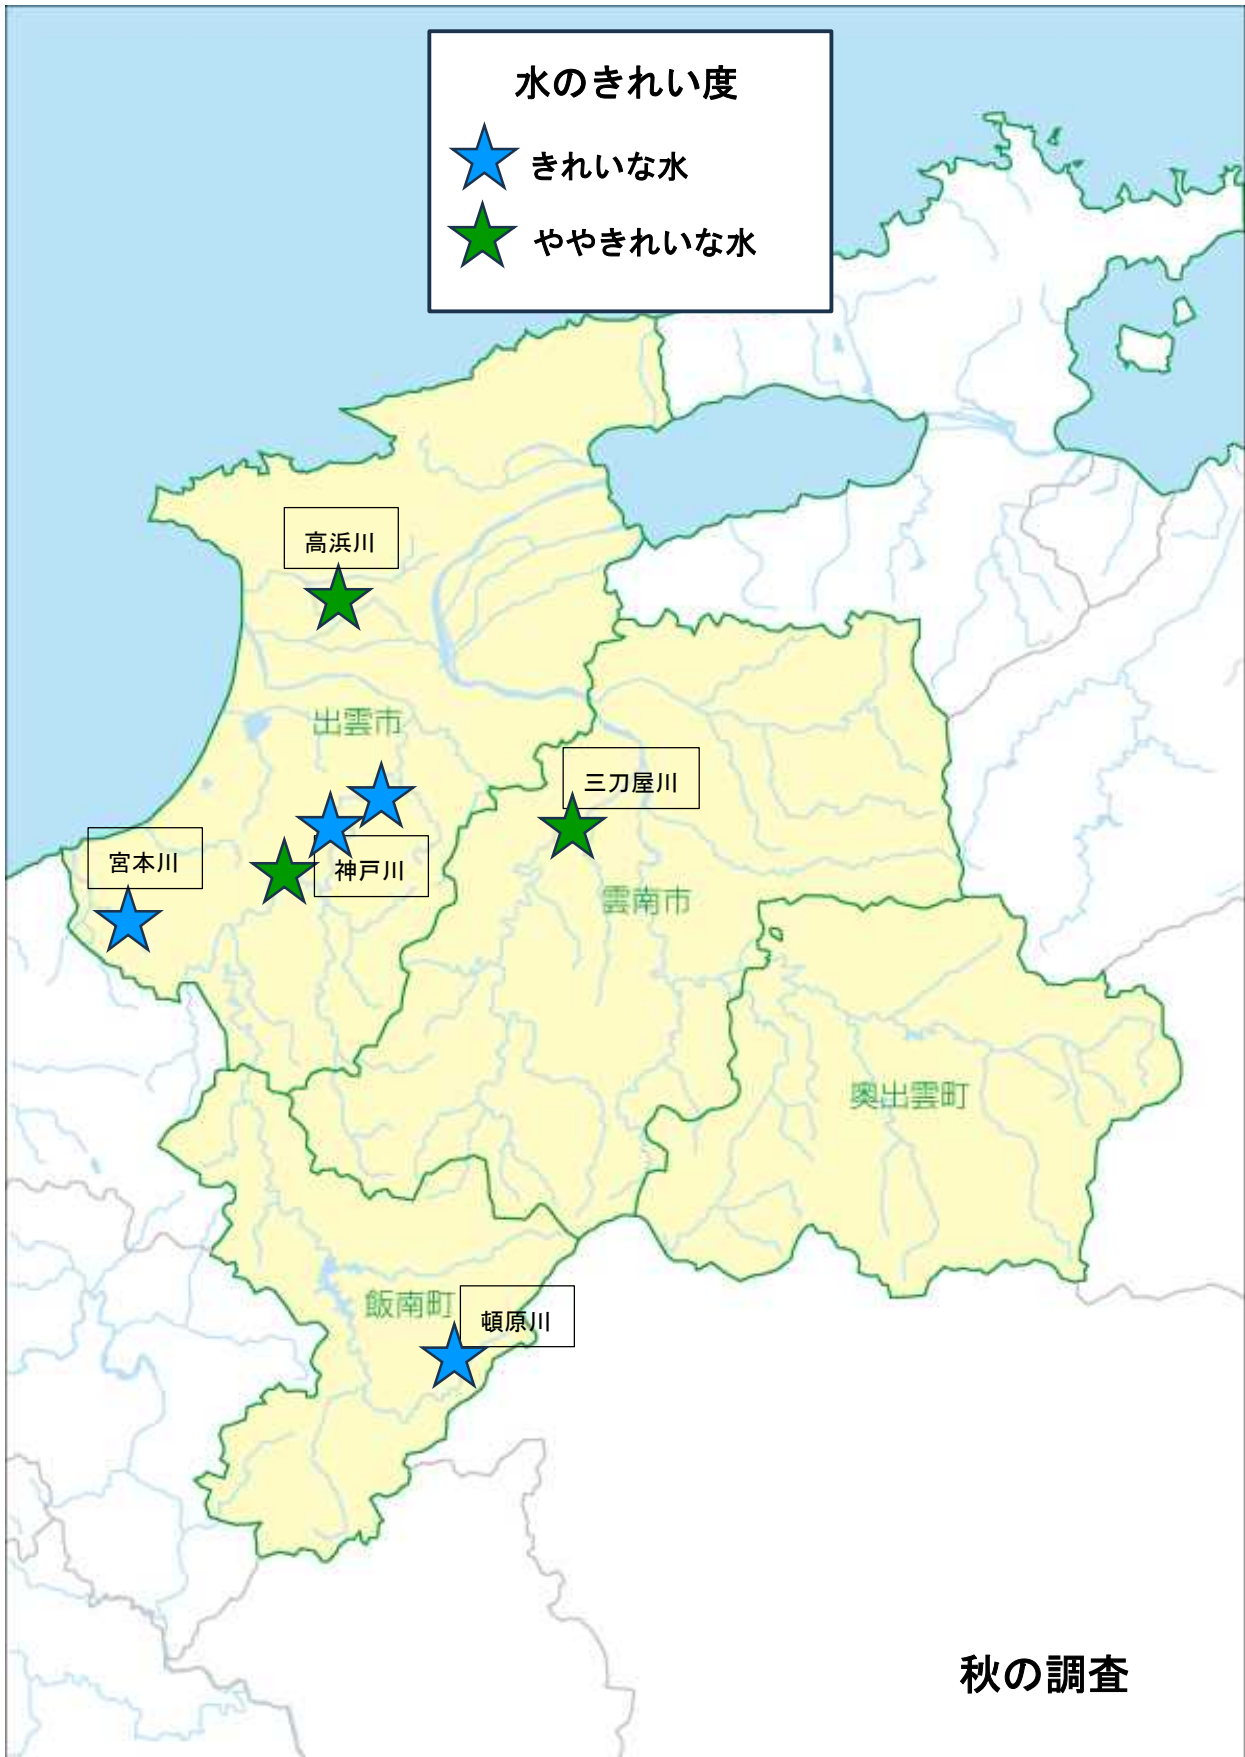 水のきれい度
きれいな水
ややきれいな水
高浜川
出雲市
三刀屋川
宮本川
神戸川
雲南市
奥出雲町
飯南町
頓原川
秋の調査